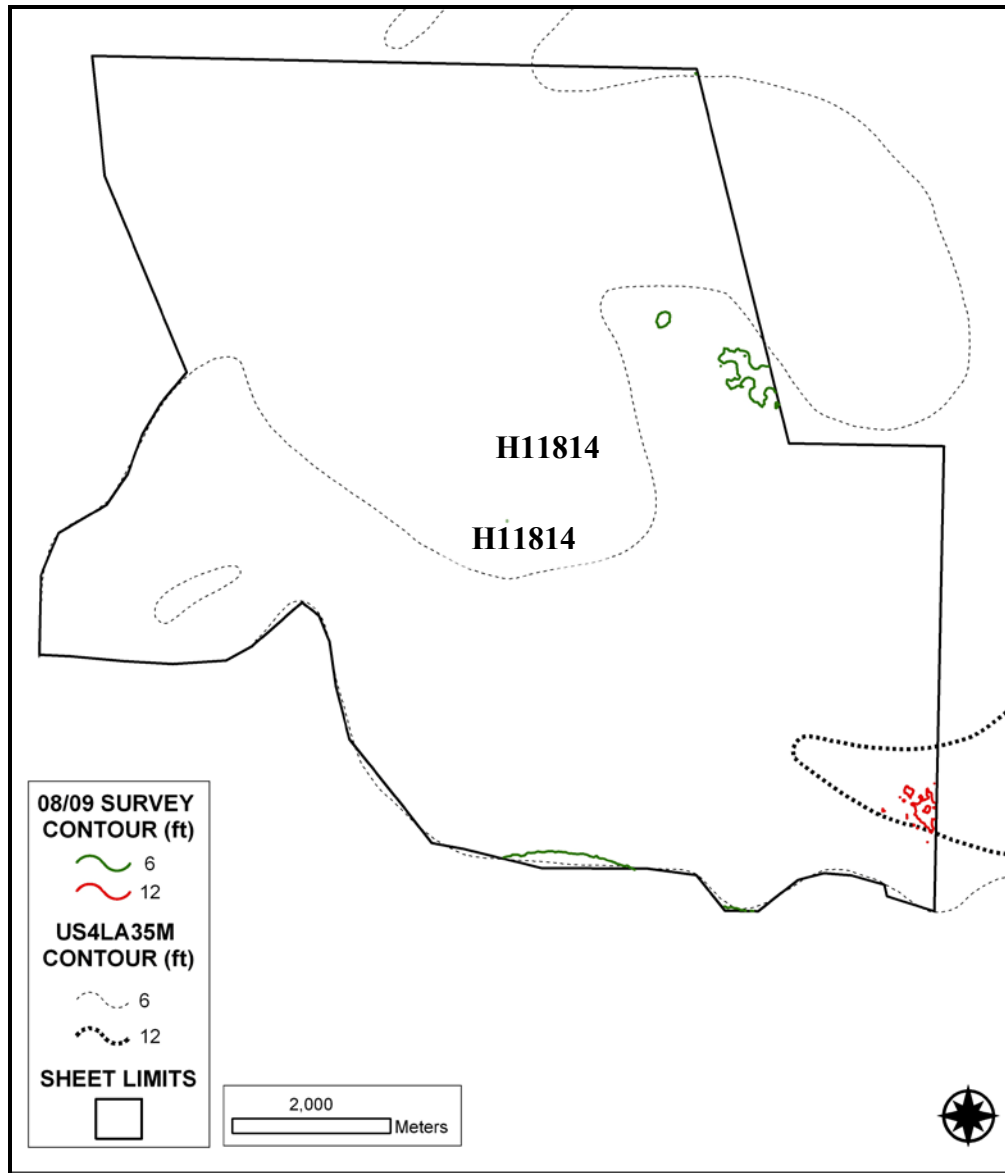 H11814
H11814
08/09 SURVEY
CONTOUR (ft)
6
12
US4LA35M
CONTOUR (ft)
6
12
SHEET LIMITS
2,000
Meters